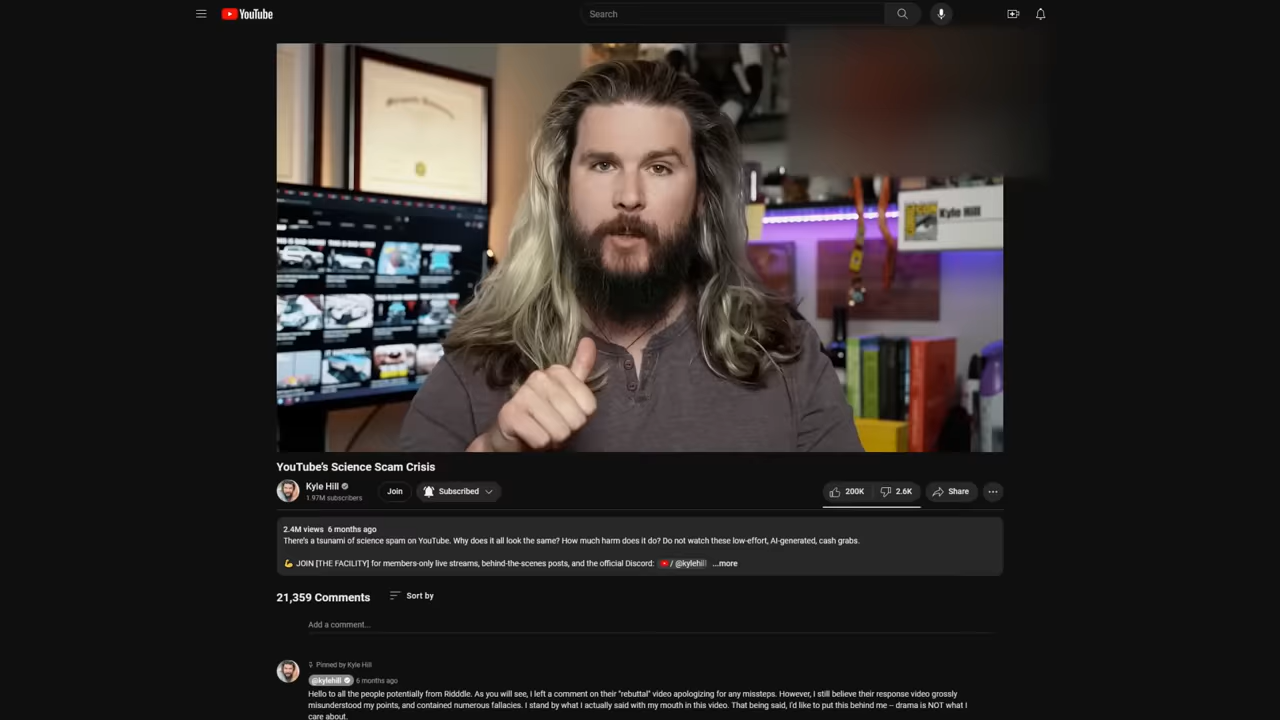 YouTube
Search
Kyle Hill
YouTube's Science Scam Crisis
Kyle Hill
1.97M subscribers
Join
Subscribed
200K
2.6K
Share
2.4M views 6 months ago
There's a tsunami of science spam on YouTube. Why does it all look the same? How much harm does it do? Do not watch these low-effort, AI-generated, cash grabs.
💪 JOIN [THE FACILITY] for members-only live streams, behind-the-scenes posts, and the official Discord: / @kylehill ...more
21,359 Comments
Sort by
Add a comment...
Pinned by Kyle Hill
@kylehill 6 months ago
Hello to all the people potentially from Ridddle. As you will see, I left a comment on their "rebuttal" video apologizing for any missteps. However, I still believe their response video grossly
misunderstood my points, and contained numerous fallacies. I stand by what I actually said with my mouth in this video. That being said, I'd like to put this behind me -- drama is NOT what I
care about.